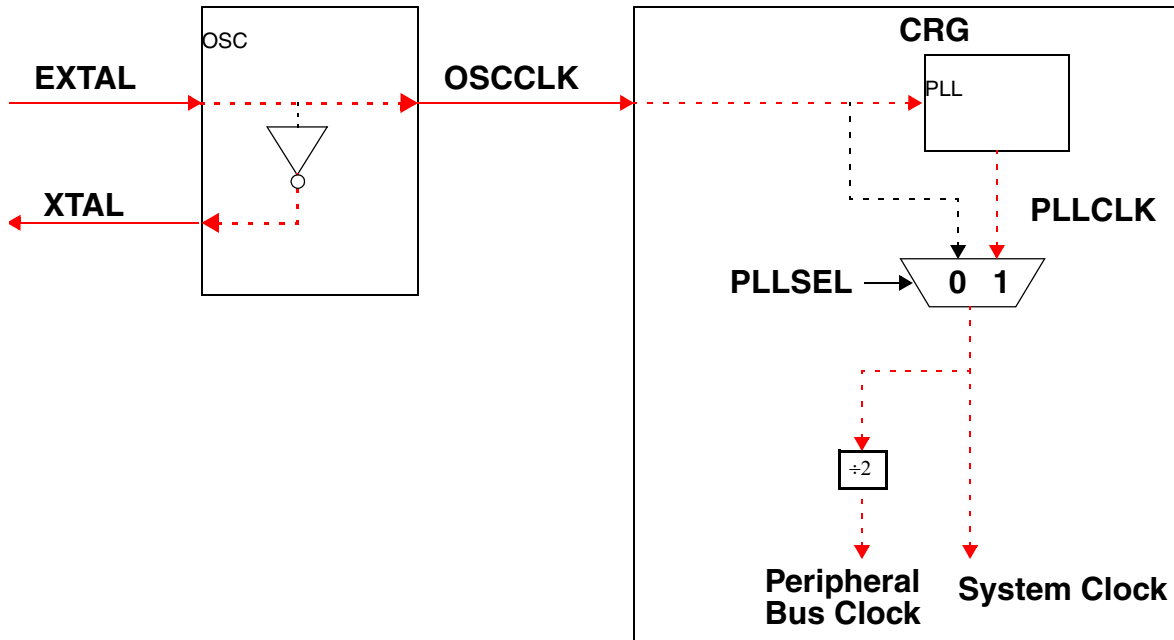 CRG
OSC
EXTAL
OSCCLK
PLL
XTAL
PLLCLK
PLLSEL
0 1
÷2
Peripheral
Bus Clock
System Clock